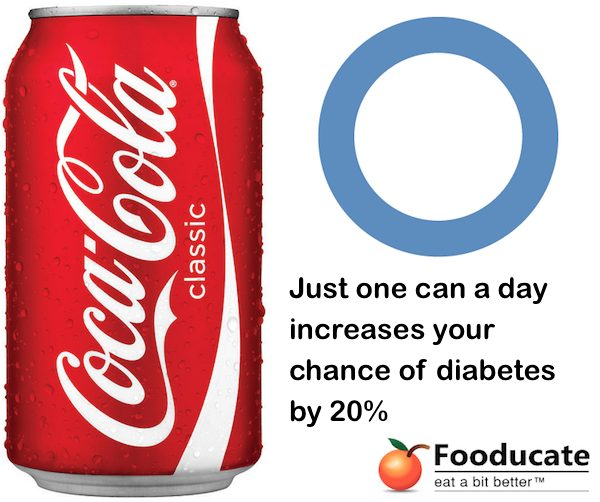 Coca-Cola®
classic
Just one can a day
increases your
chance of diabetes
by 20%
Fooducate
eat a bit better™